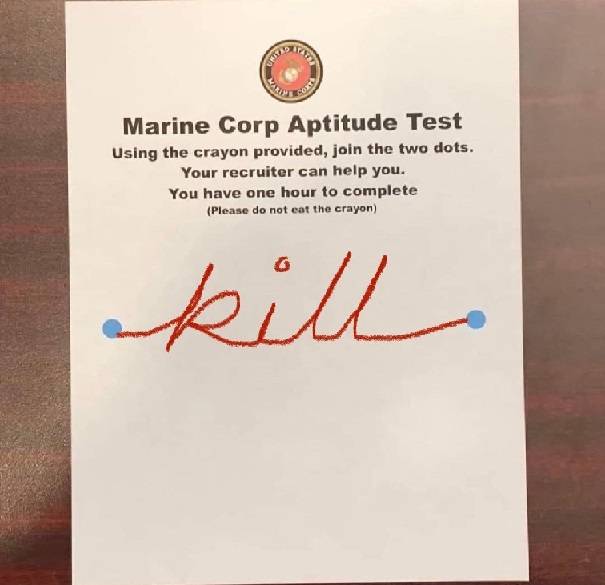 UNITED STATES
MARINE CORPS
Marine Corp Aptitude Test
Using the crayon provided, join the two dots.
Your recruiter can help you.
You have one hour to complete
(Please do not eat the crayon)
kill